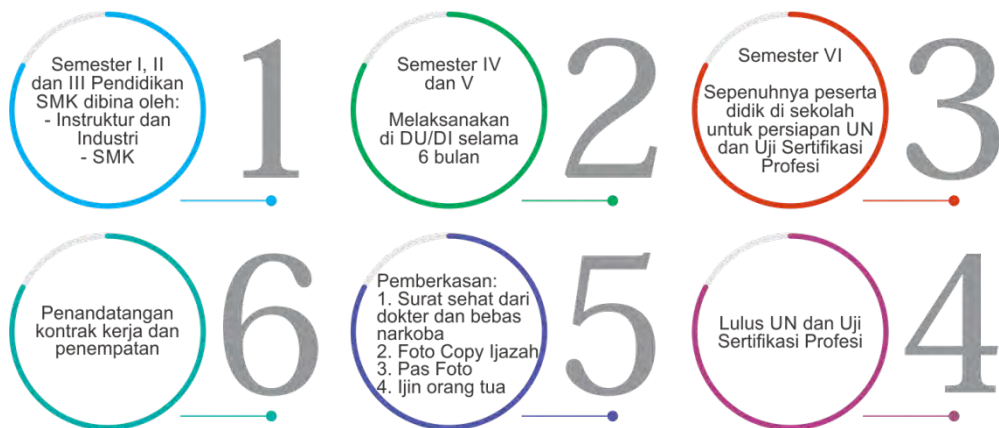 Semester I, II
dan III Pendidikan
SMK dibina oleh:
- Instruktur dan
Industri
- SMK
1
Semester IV
dan V
Melaksanakan
di DU/DI selama
6 bulan
2
Semester VI
Sepenuhnya peserta
didik di sekolah
untuk persiapan UN
dan Uji Sertifikasi
Profesi
3
Penandatangan
kontrak kerja dan
penempatan
6
Pemberkasan:
1. Surat sehat dari
dokter dan bebas
narkoba
2. Foto Copy Ijazah
3. Pas Foto
4. Ijin orang tua
5
Lulus UN dan Uji
Sertifikasi Profesi
4